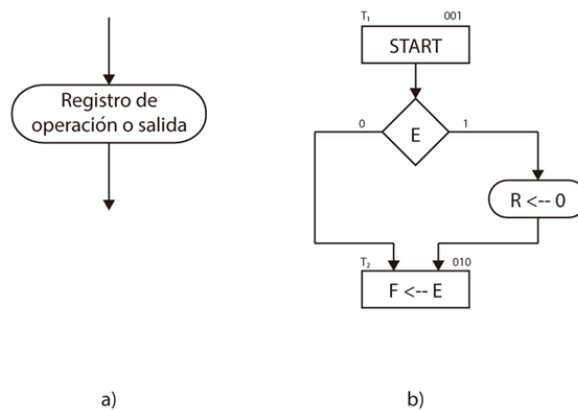 Registro de
operación o salida
a)
T₁ 001
START
E
0 1
R <-- 0
T₂ 010
F <-- E
b)